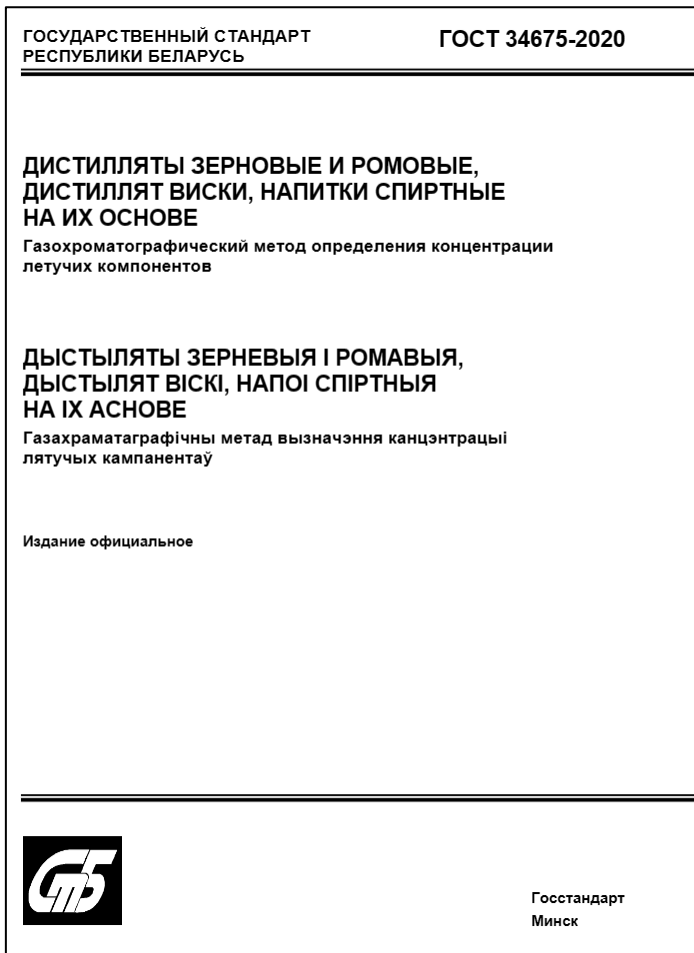 ГОСУДАРСТВЕННЫЙ СТАНДАРТ
РЕСПУБЛИКИ БЕЛАРУСЬ
ГОСТ 34675-2020
ДИСТИЛЛЯТЫ ЗЕРНОВЫЕ И РОМОВЫЕ,
ДИСТИЛЛЯТ ВИСКИ, НАПИТКИ СПИРТНЫЕ
НА ИХ ОСНОВЕ
Газохроматографический метод определения концентрации
летучих компонентов
ДЫСТЫЛЯТЫ ЗЕРНЕВЫЯ І РОМАВЫЯ,
ДЫСТЫЛЯТ ВІСКІ, НАПОІ СПІРТНЫЯ
НА ІХ АСНОВЕ
Газахраматаграфічны метад вызначэння канцэнтрацыі
лятучых кампанентаў
Издание официальное
СТБ
Госстандарт
Минск